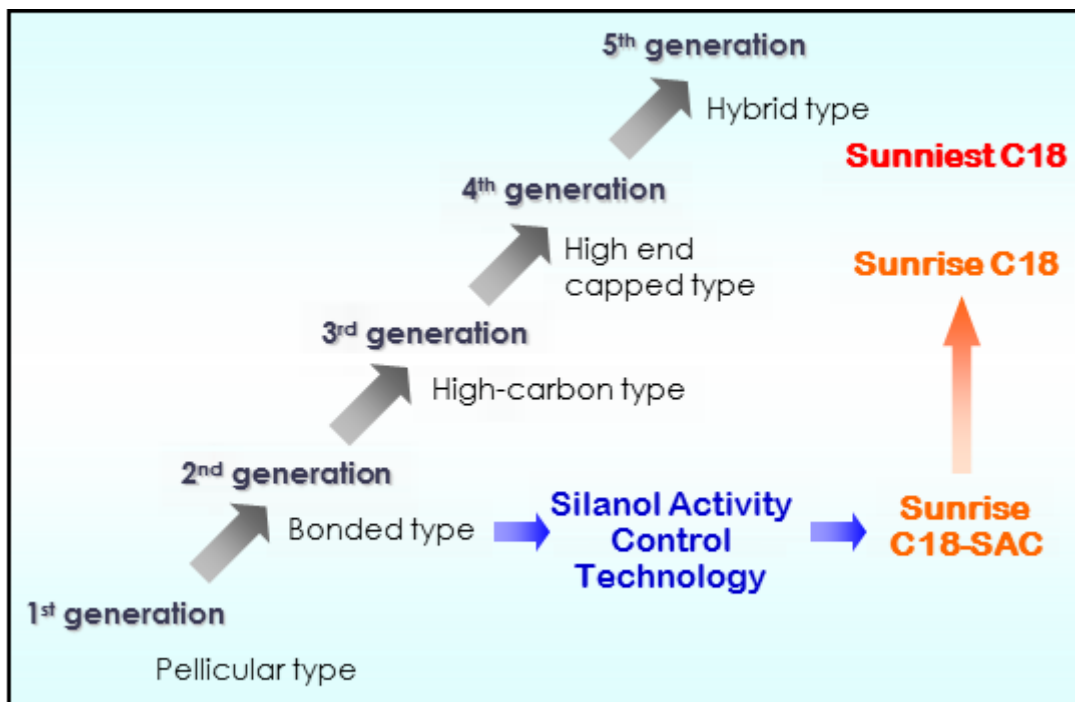 5th generation
Hybrid type
Sunniest C18
4th generation
High end
capped type
Sunrise C18
3rd generation
High-carbon type
2nd generation
Bonded type
Silanol Activity
Control
Technology
Sunrise
C18-SAC
1st generation
Pellicular type